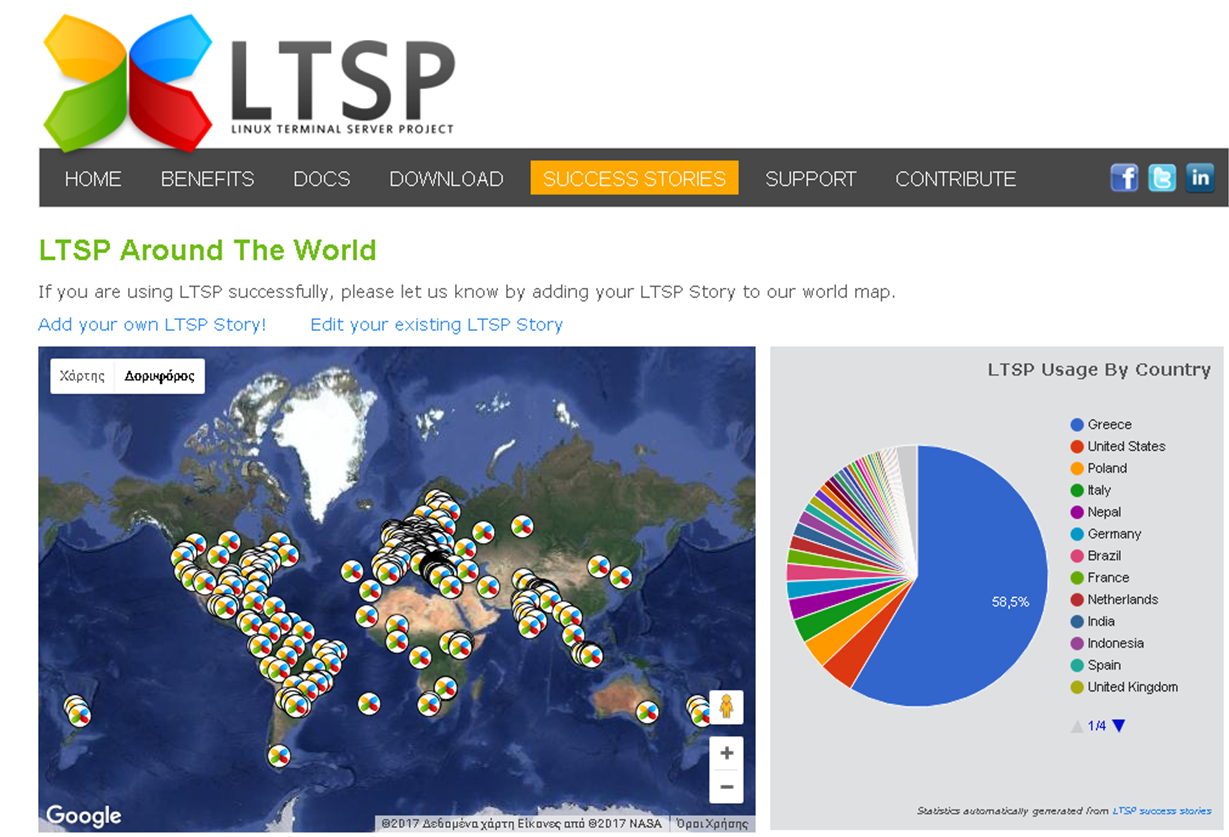 LTSP
LINUX TERMINAL SERVER PROJECT
HOME BENEFITS DOCS DOWNLOAD SUCCESS STORIES SUPPORT CONTRIBUTE
LTSP Around The World
If you are using LTSP successfully, please let us know by adding your LTSP Story to our world map.
Add your own LTSP Story! Edit your existing LTSP Story
Χάρτης Δορυφόρος
Google
©2017 Δεδομένα χάρτη Εικόνες από ©2017 NASA Όροι Χρήσης
LTSP Usage By Country
58,5%
Greece
United States
Poland
Italy
Nepal
Germany
Brazil
France
Netherlands
India
Indonesia
Spain
United Kingdom
1/4
Statistics automatically generated from LTSP success stories